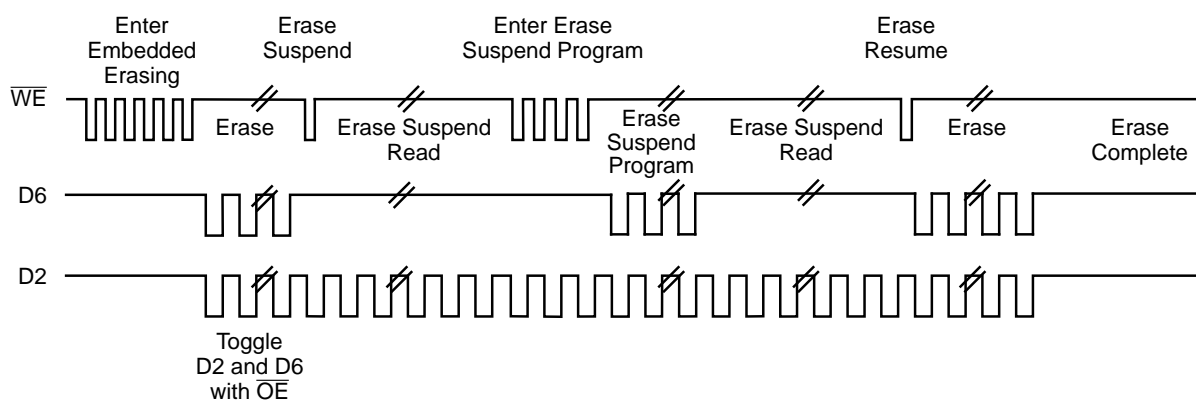 Enter
Embedded
Erasing
Erase
Suspend
Enter Erase
Suspend Program
Erase
Resume
WE
Erase
Erase Suspend
Read
Erase
Suspend
Program
Erase Suspend
Read
Erase
Erase
Complete
D6
D2
Toggle
D2 and D6
with OE